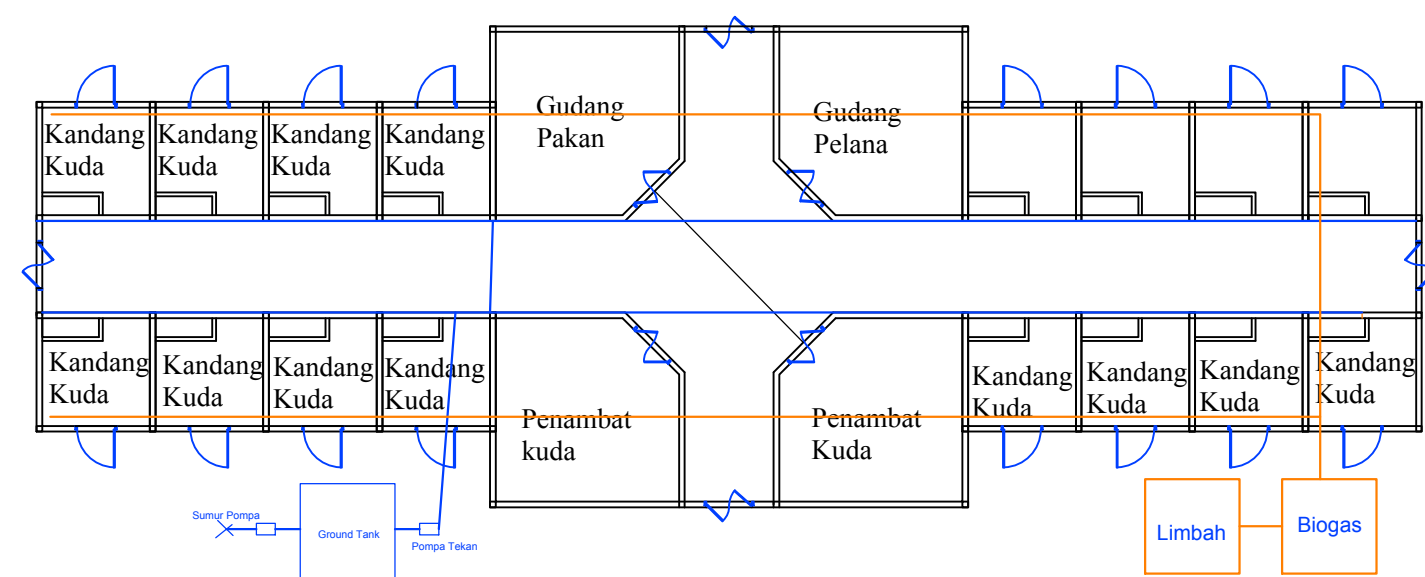 Gudang
Pakan
Gudang
Pelana
Kandang
Kuda
Kandang
Kuda
Kandang
Kuda
Kandang
Kuda
Kandang
Kuda
Kandang
Kuda
Kandang
Kuda
Kandang
Kuda
Penambat
kuda
Penambat
Kuda
Kandang
Kuda
Kandang
Kuda
Kandang
Kuda
Kandang
Kuda
Sumur Pompa
Ground Tank
Pompa Tekan
Limbah
Biogas